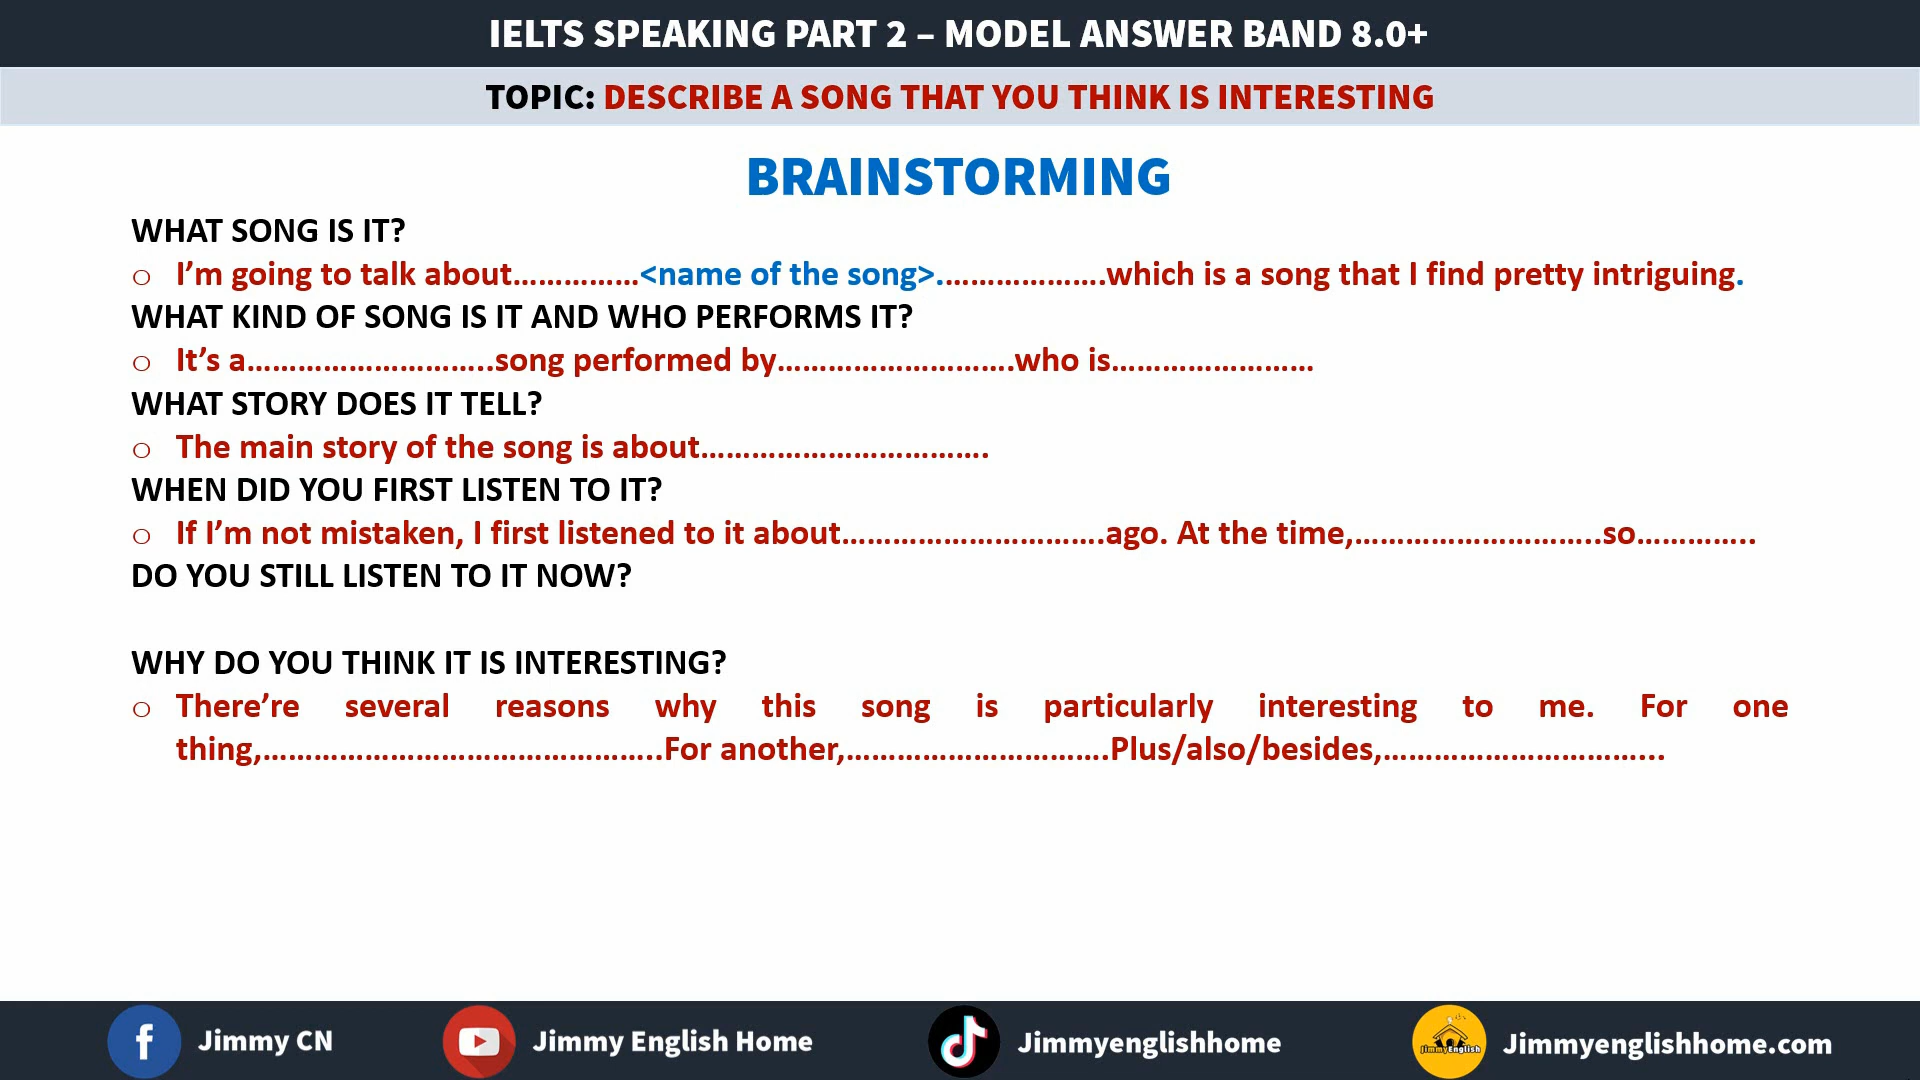 IELTS SPEAKING PART 2 – MODEL ANSWER BAND 8.0+
TOPIC: DESCRIBE A SONG THAT YOU THINK IS INTERESTING
BRAINSTORMING
WHAT SONG IS IT?
o I’m going to talk about……………<name of the song>.……………….which is a song that I find pretty intriguing.
WHAT KIND OF SONG IS IT AND WHO PERFORMS IT?
o It’s a………………………..song performed by……………………….who is……………………
WHAT STORY DOES IT TELL?
o The main story of the song is about…………………………….
WHEN DID YOU FIRST LISTEN TO IT?
o If I’m not mistaken, I first listened to it about………………………….ago. At the time,………………………..so…………..
DO YOU STILL LISTEN TO IT NOW?
WHY DO YOU THINK IT IS INTERESTING?
o There’re several reasons why this song is particularly interesting to me. For one
thing,………………………………………..For another,………………………….Plus/also/besides,…………………………...
Jimmy CN
Jimmy English Home
Jimmyenglishhome
JimmyEnglish
Jimmyenglishhome.com